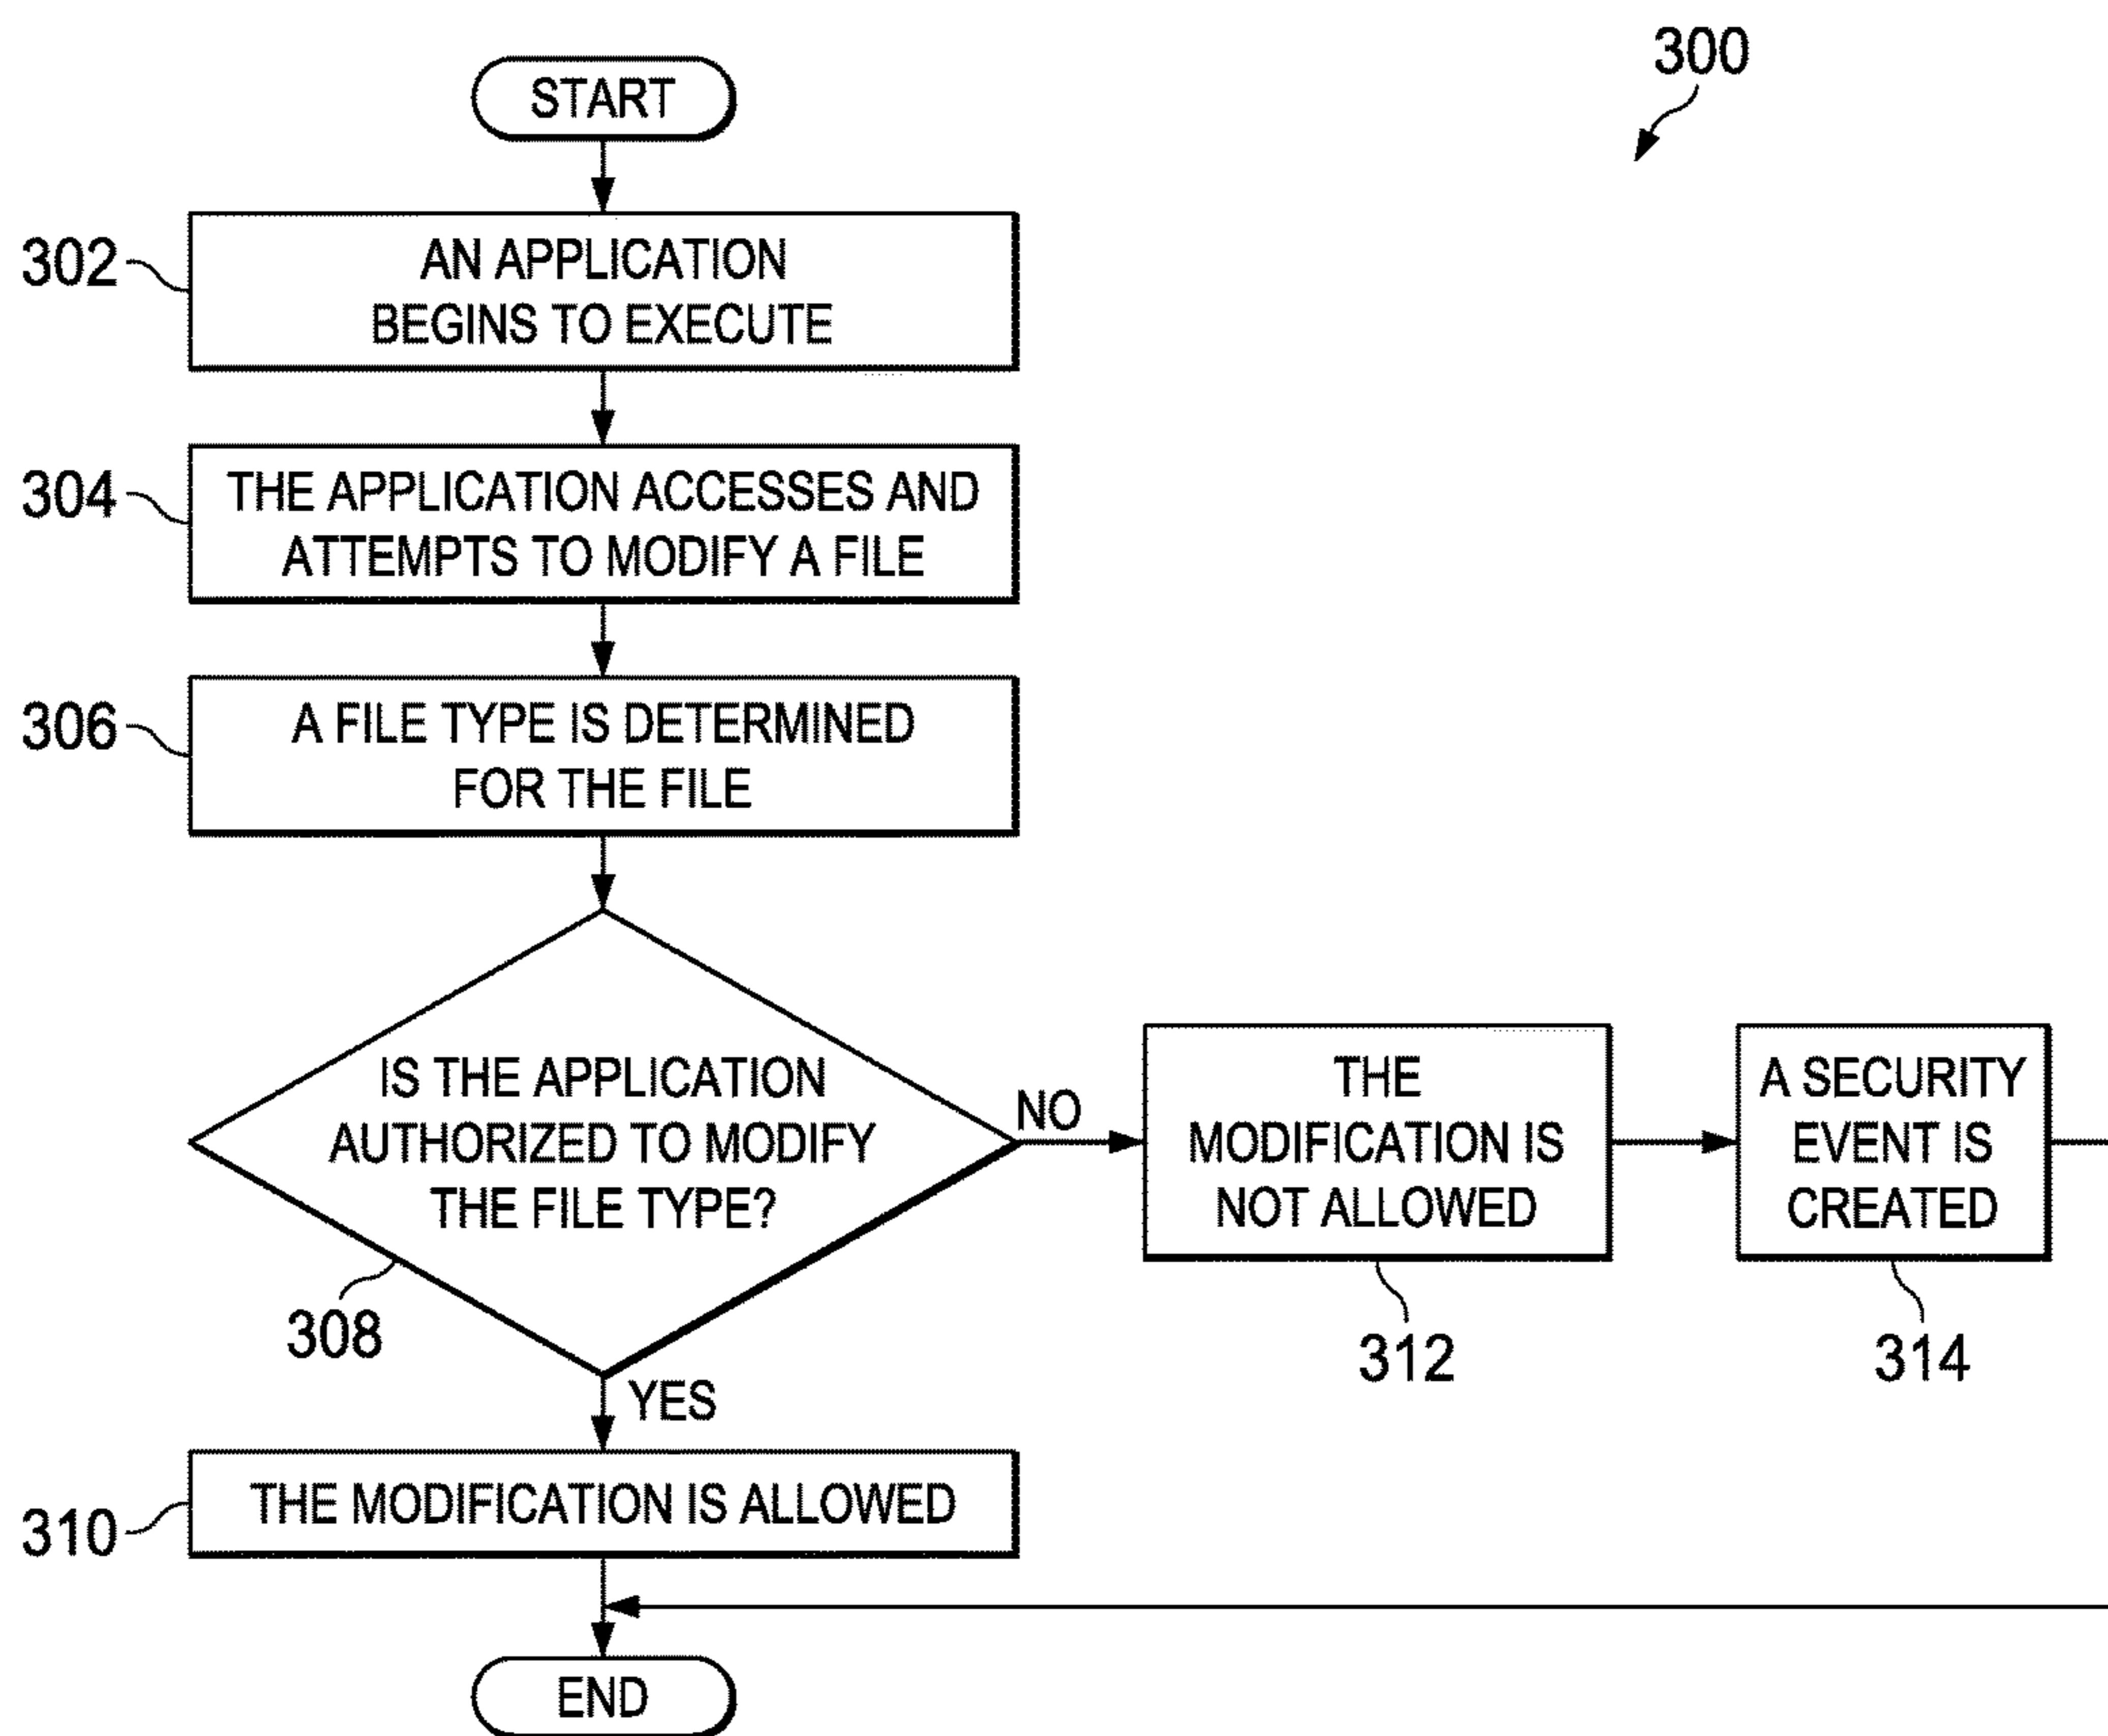 300
START
302
AN APPLICATION
BEGINS TO EXECUTE
304
THE APPLICATION ACCESSES AND
ATTEMPTS TO MODIFY A FILE
306
A FILE TYPE IS DETERMINED
FOR THE FILE
IS THE APPLICATION
AUTHORIZED TO MODIFY
THE FILE TYPE?
308
NO
THE
MODIFICATION IS
NOT ALLOWED
312
A SECURITY
EVENT IS
CREATED
314
YES
310
THE MODIFICATION IS ALLOWED
END